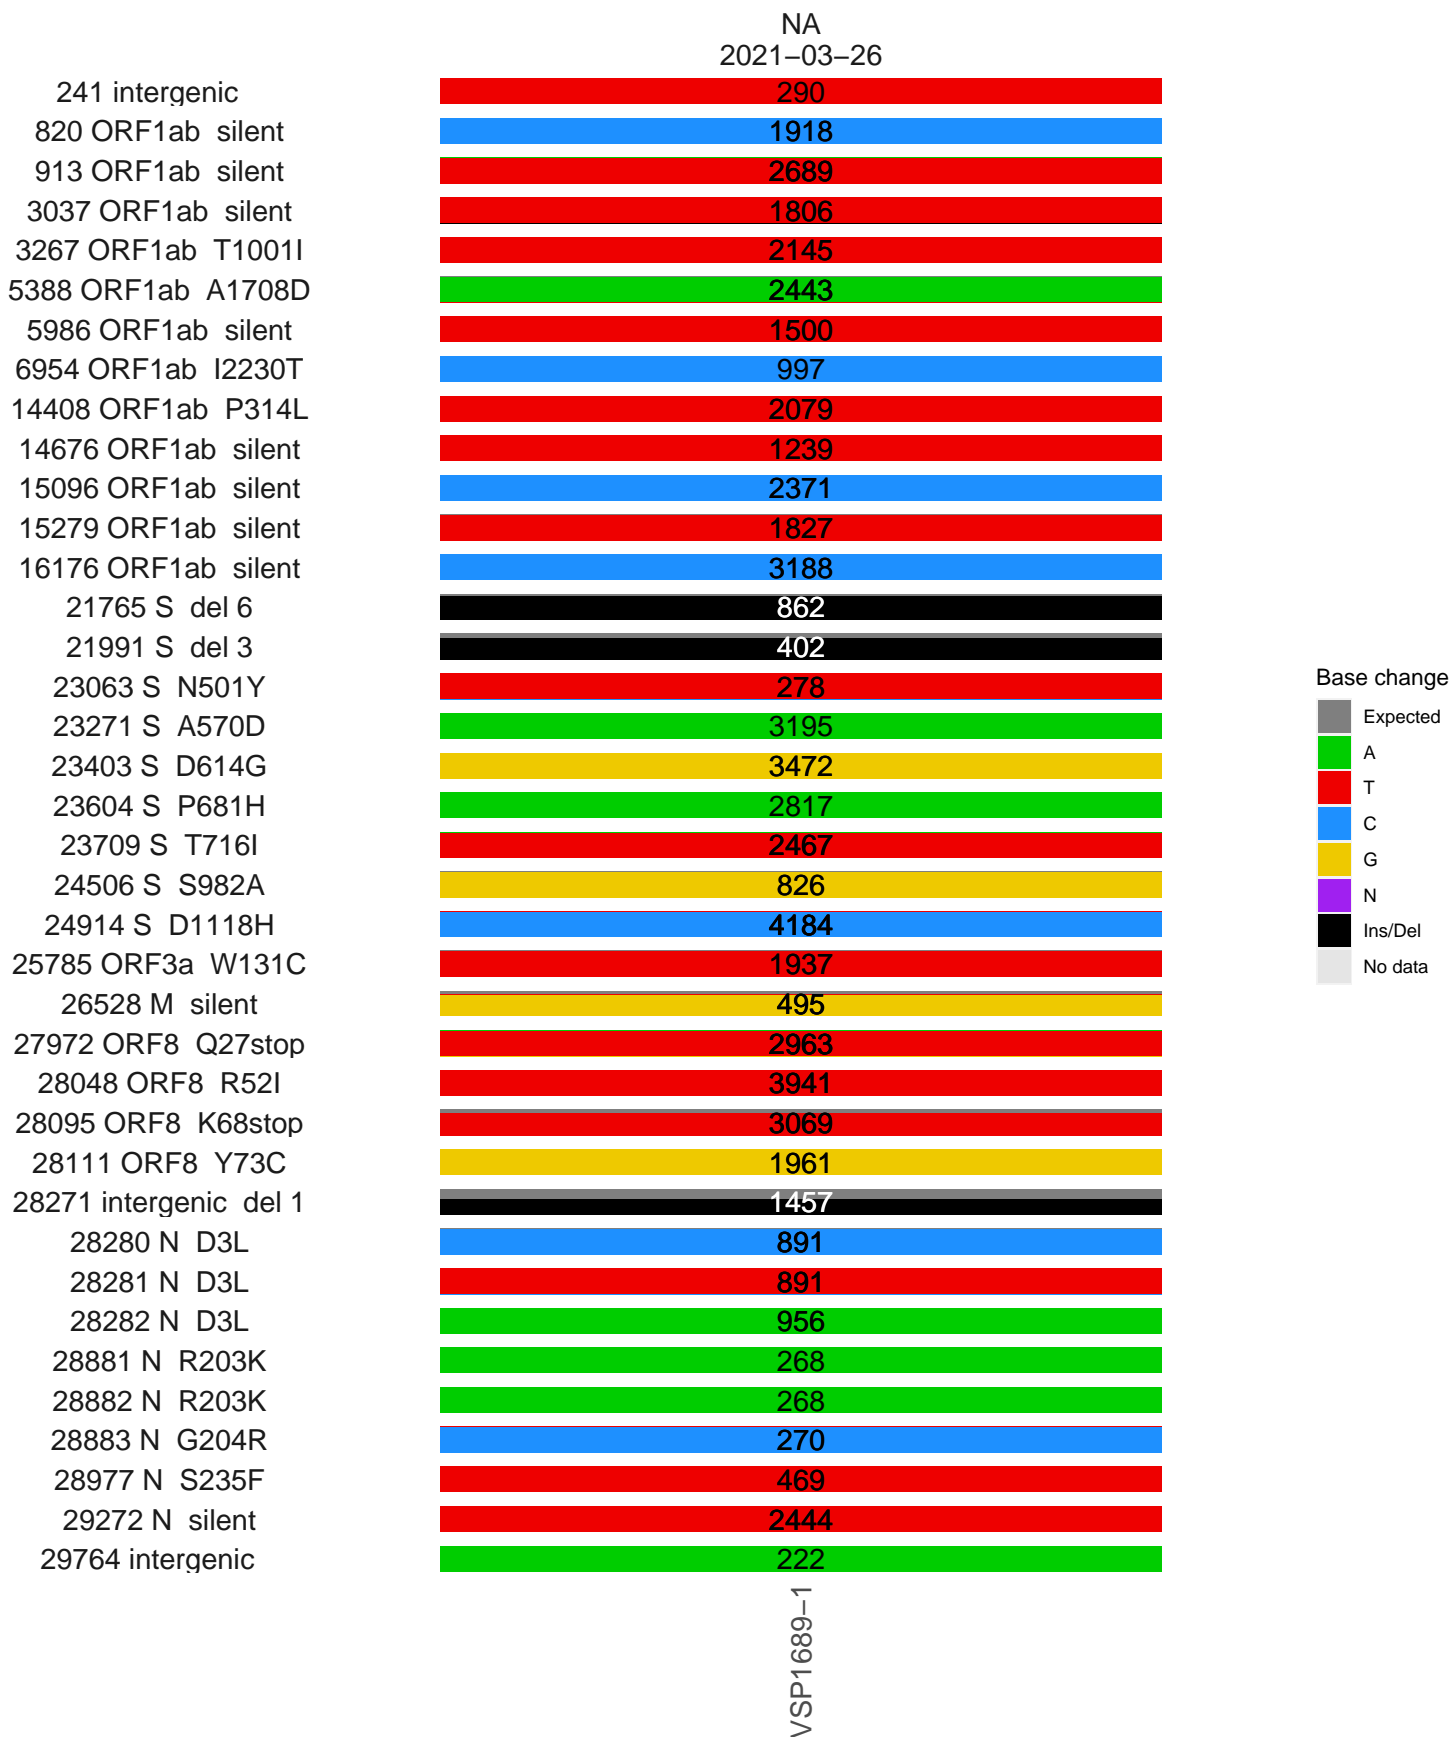 NA
2021−03−26
241 intergenic 290
820 ORF1ab silent 1918
913 ORF1ab silent 2689
3037 ORF1ab silent 1806
3267 ORF1ab T1001I 2145
5388 ORF1ab A1708D 2443
5986 ORF1ab silent 1500
6954 ORF1ab I2230T 997
14408 ORF1ab P314L 2079
14676 ORF1ab silent 1239
15096 ORF1ab silent 2371
15279 ORF1ab silent 1827
16176 ORF1ab silent 3188
21765 S del 6 862
21991 S del 3 402
23063 S N501Y 278
23271 S A570D 3195
23403 S D614G 3472
23604 S P681H 2817
23709 S T716I 2467
24506 S S982A 826
24914 S D1118H 4184
25785 ORF3a W131C 1937
26528 M silent 495
27972 ORF8 Q27stop 2963
28048 ORF8 R52I 3941
28095 ORF8 K68stop 3069
28111 ORF8 Y73C 1961
28271 intergenic del 1 1457
28280 N D3L 891
28281 N D3L 891
28282 N D3L 956
28881 N R203K 268
28882 N R203K 268
28883 N G204R 270
28977 N S235F 469
29272 N silent 2444
29764 intergenic 222
VSP1689−1
Base change
Expected
A
T
C
G
N
Ins/Del
No data